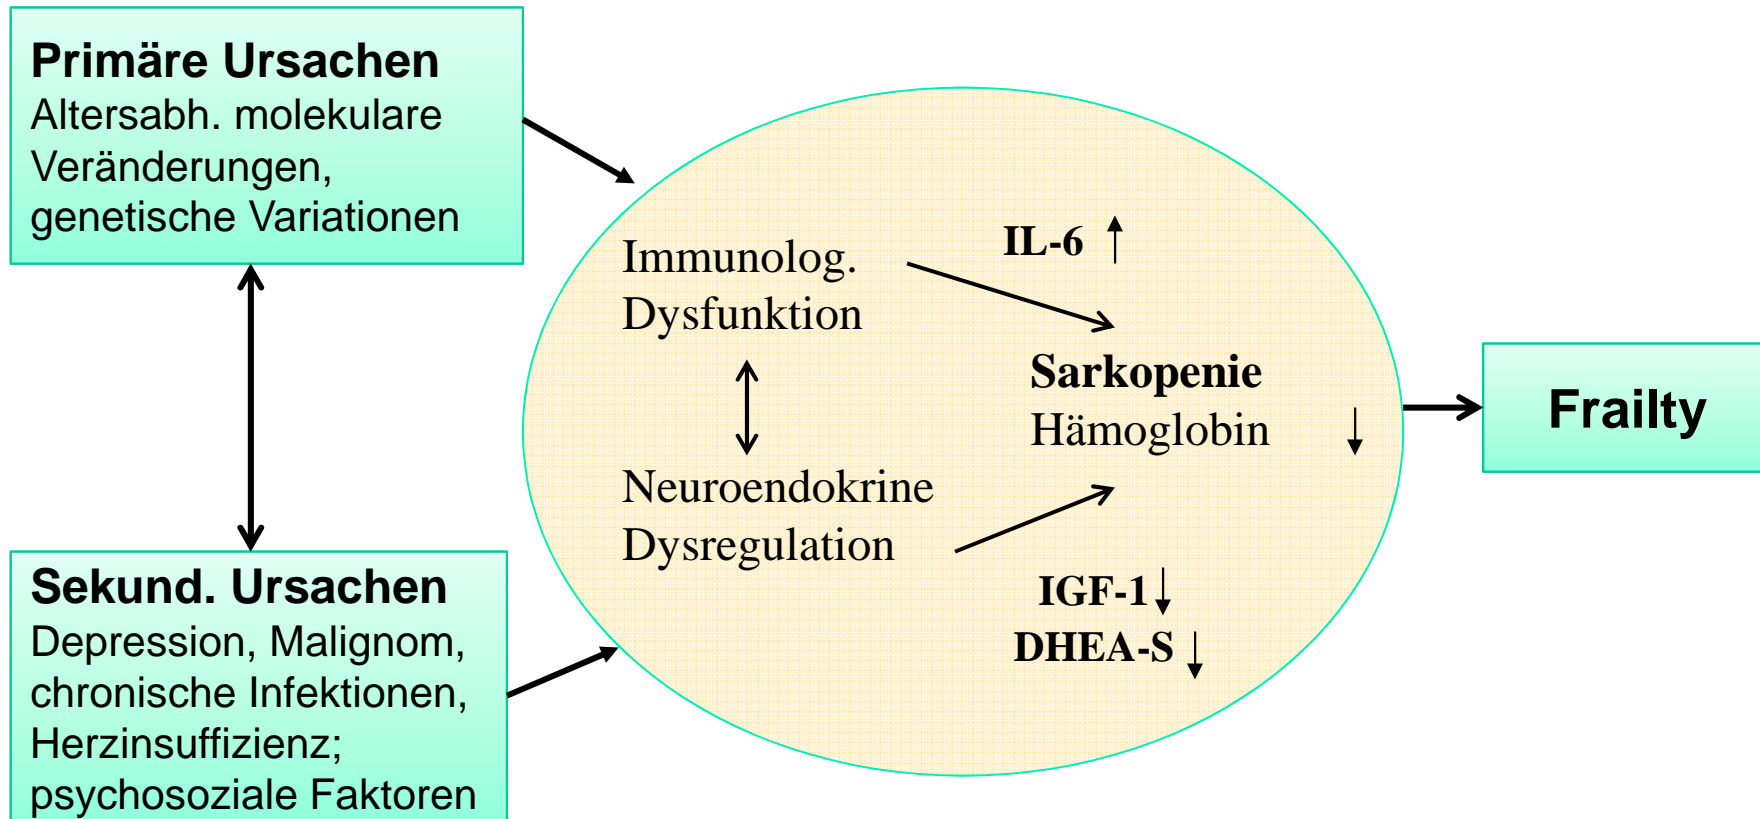 Primäre Ursachen
Altersabh. molekulare
Veränderungen,
genetische Variationen
Immunolog.
Dysfunktion
IL-6 ↑
Sarkopenie
Hämoglobin ↓
Neuroendokrine
Dysregulation
IGF-1↓
DHEA-S ↓
Frailty
Sekund. Ursachen
Depression, Malignom,
chronische Infektionen,
Herzinsuffizienz;
psychosoziale Faktoren